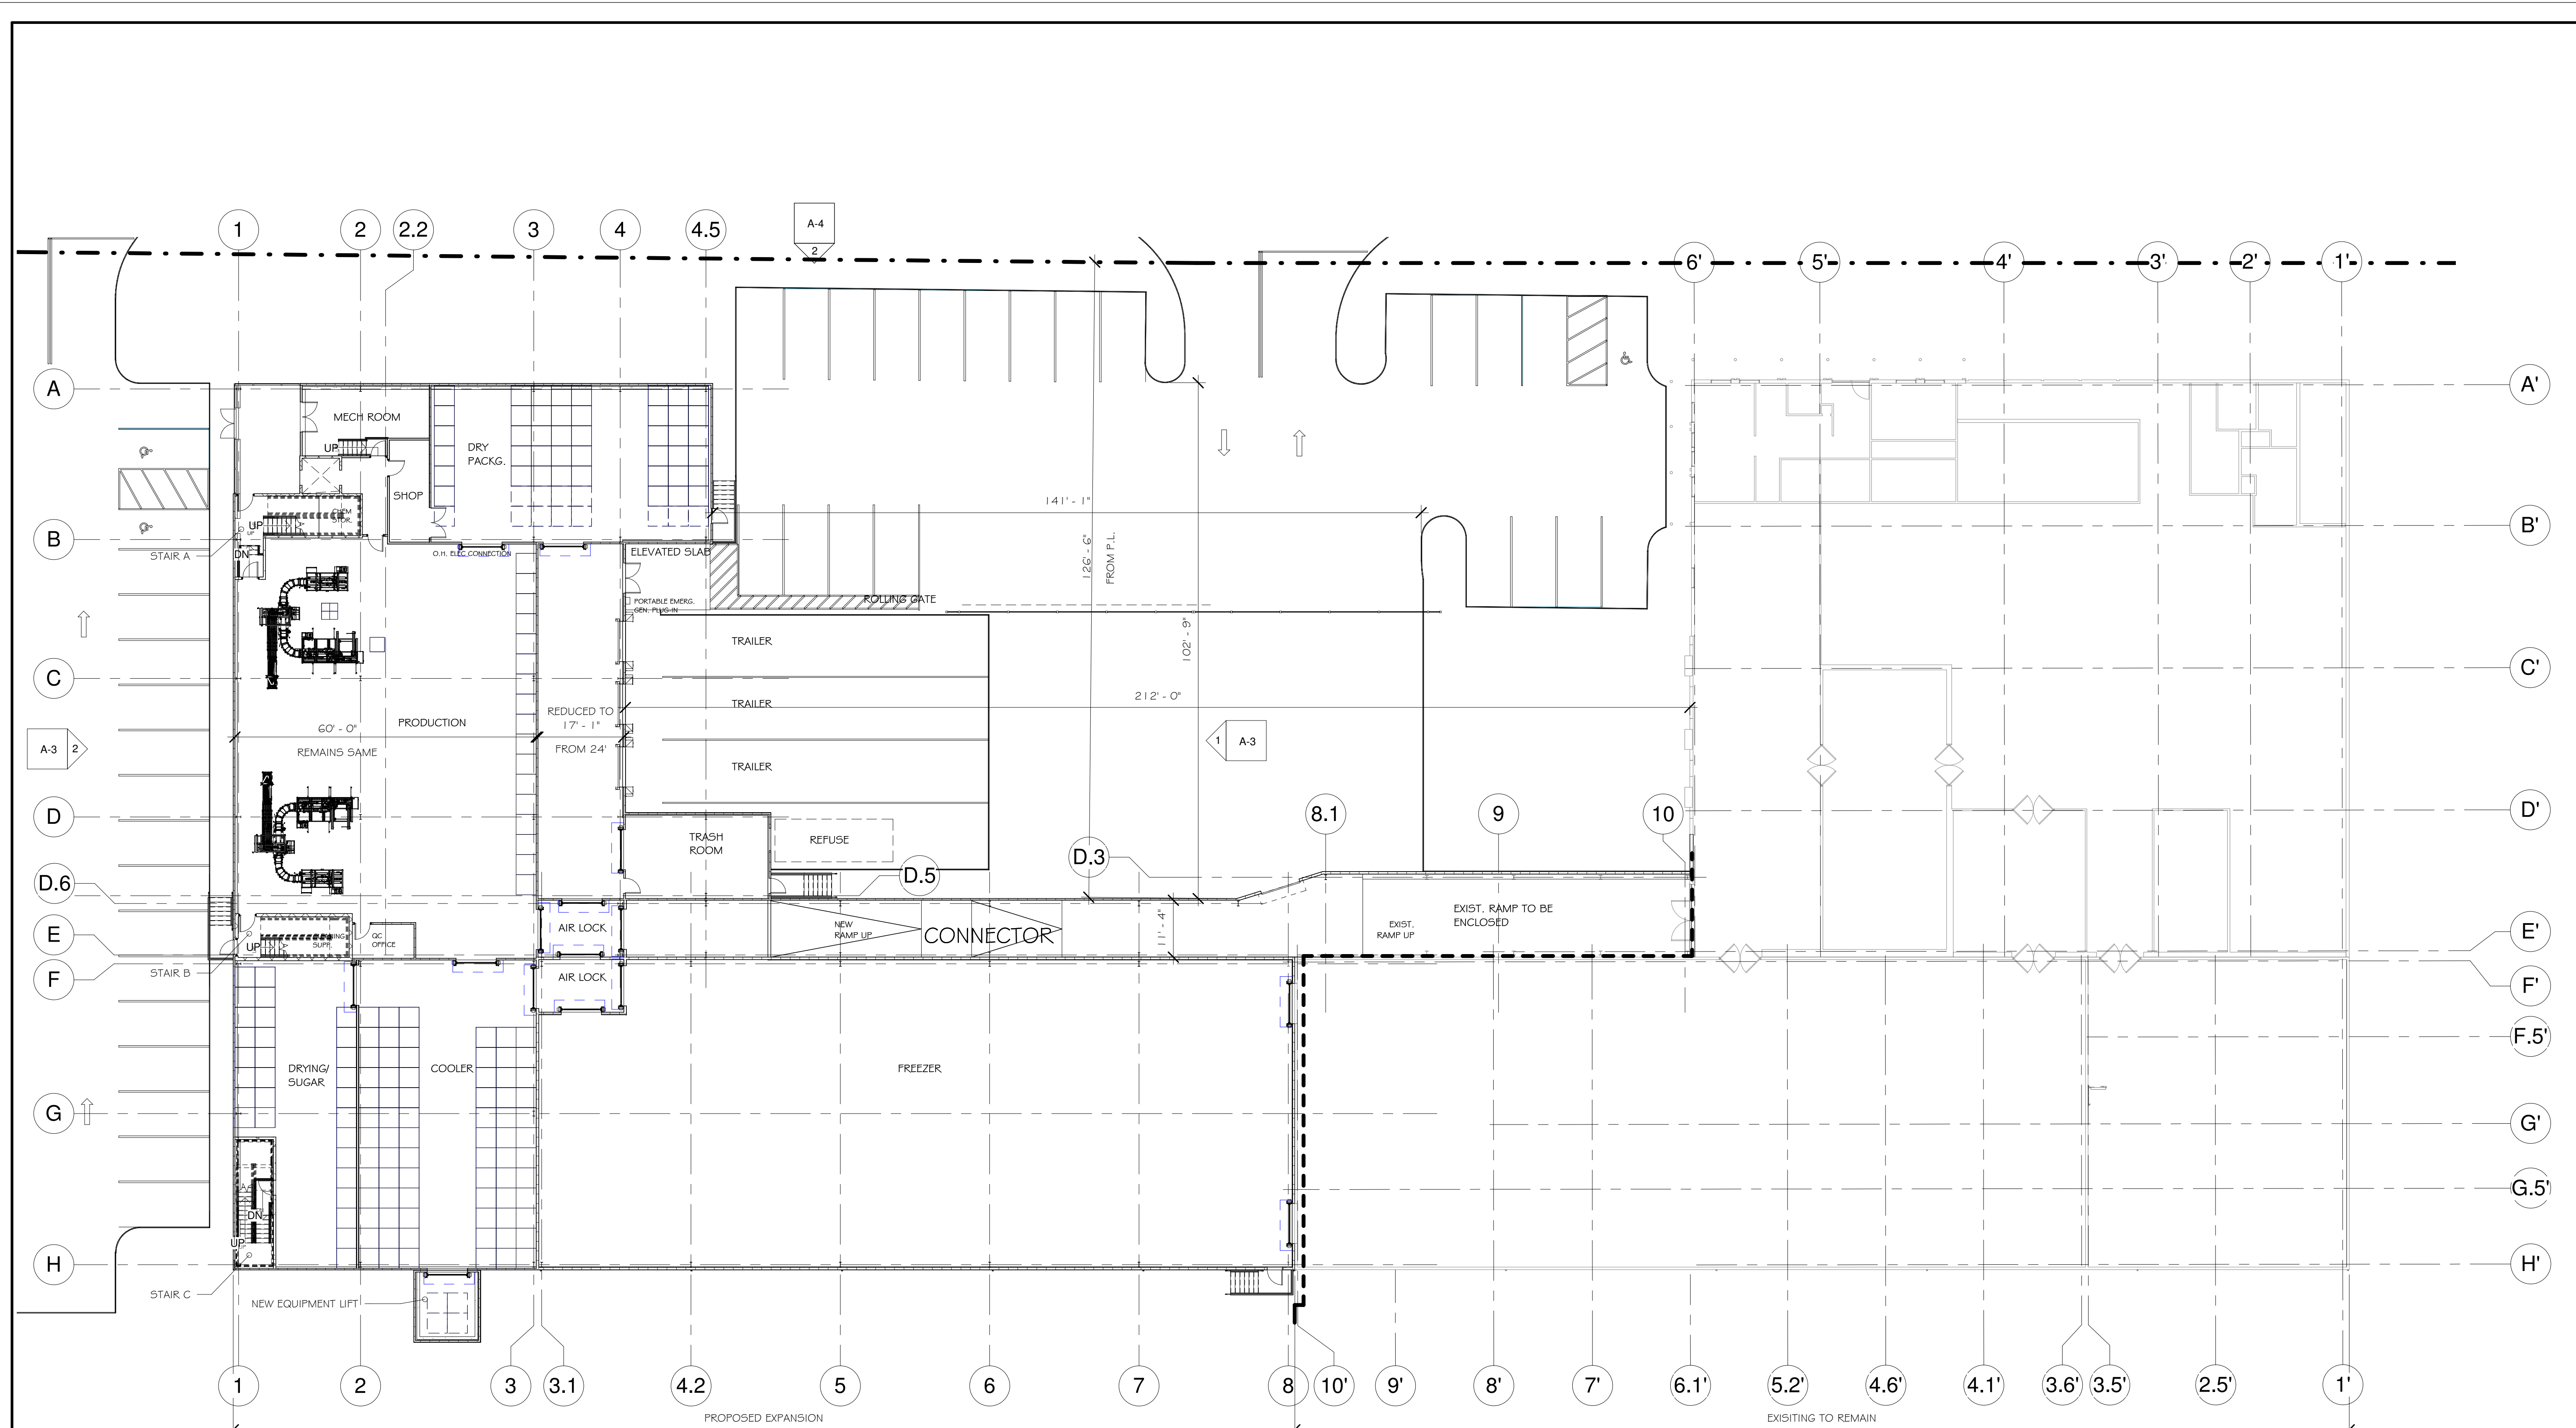 A-4
2
1
2
2.2
3
4
4.5
6'
5'
4'
3'
2'
1'
A
A'
MECH ROOM
UP
DRY
PACKG.
SHOP
CHEM
STOR.
UP
UP
DN
B
B'
STAIR A
O.H. ELEC CONNECTION
ELEVATED SLAB
141' - 1"
126' - 6"
FROM P.L.
PORTABLE EMERG.
GEN. PLUG-IN
ROLLING GATE
TRAILER
102' - 9"
C
C'
212' - 0"
TRAILER
REDUCED TO
17' - 1"
FROM 24'
60' - 0"
PRODUCTION
REMAINS SAME
A-3
2
1
A-3
TRAILER
D
D'
8.1
9
10
TRASH
ROOM
REFUSE
D.3
D.5
D.6
E
E'
UP
SUPP.
QC
OFFICE
AIR LOCK
NEW
RAMP UP
CONNECTOR
11' - 4"
EXIST.
RAMP UP
EXIST. RAMP TO BE
ENCLOSED
STAIR B
F
F'
AIR LOCK
F.5'
DRYING/
SUGAR
COOLER
FREEZER
G
G'
G.5'
DN
UP
H
H'
STAIR C
NEW EQUIPMENT LIFT
1
2
3
3.1
4.2
5
6
7
8
10'
9'
8'
7'
6.1'
5.2'
4.6'
4.1'
3.6'
3.5'
2.5'
1'
PROPOSED EXPANSION
EXISITING TO REMAIN